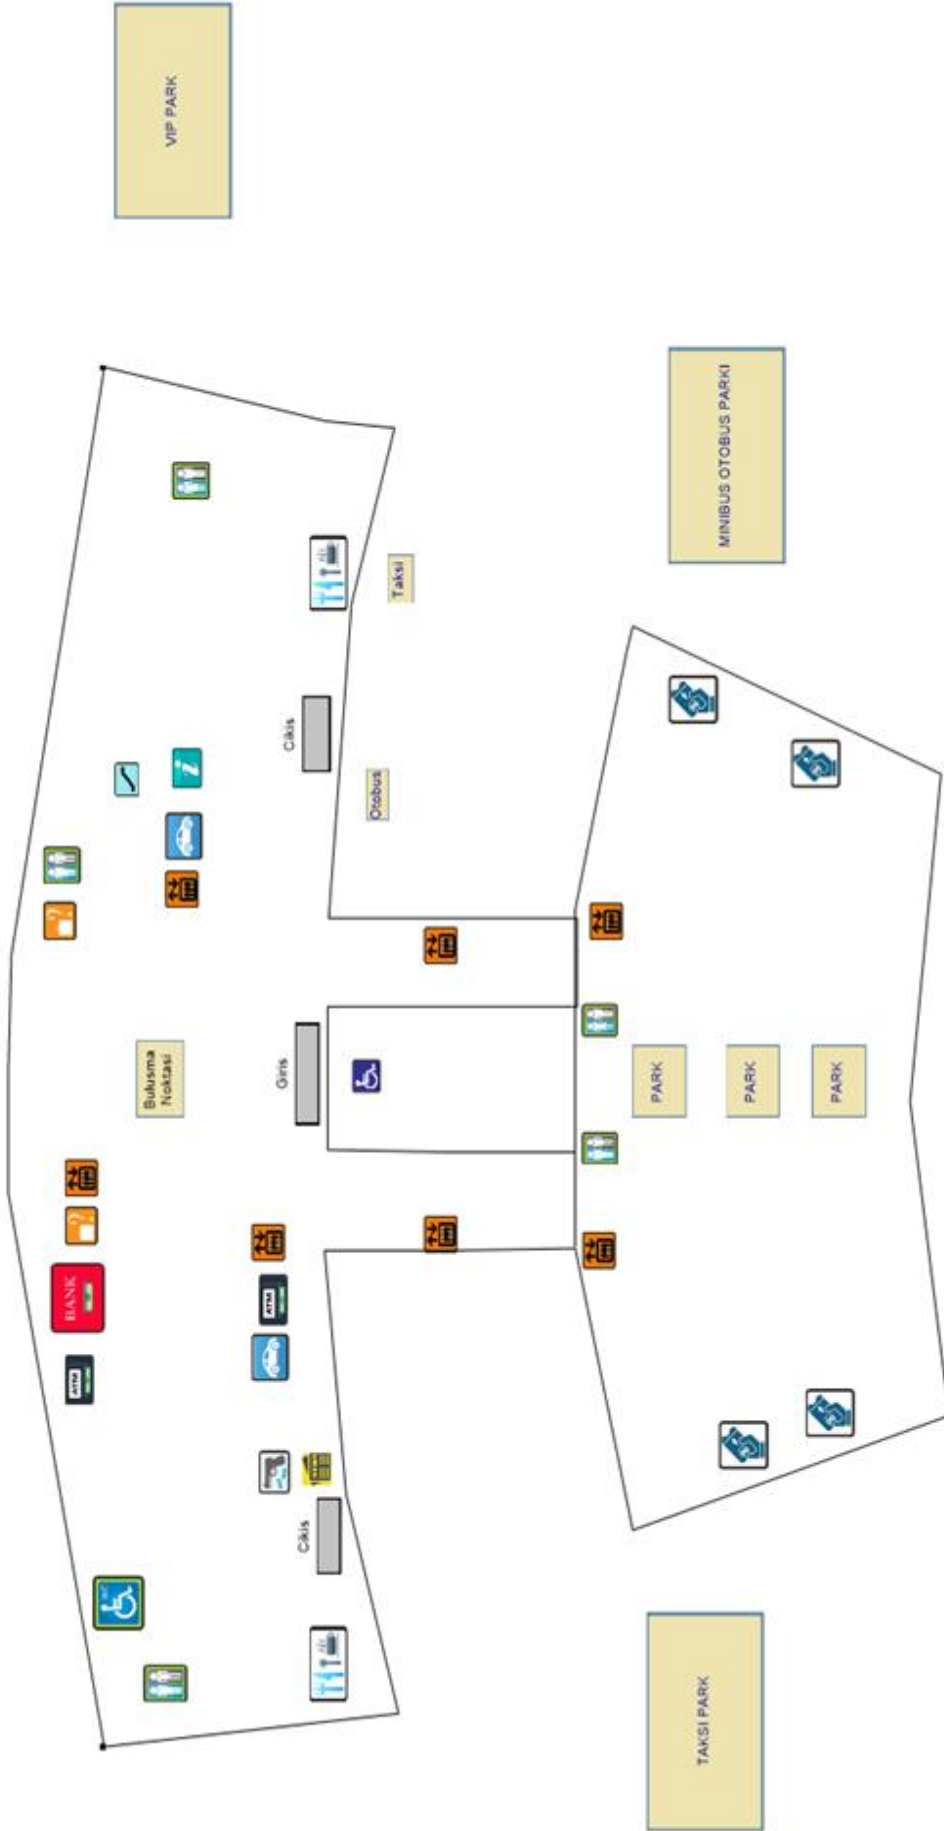 ATM
BANK
Bulusma
Noktasi
VIP PARK
ATM
Cikis
Giris
Cikis
Otobus
Taksi
PARK
TAKSI PARK
PARK
MINIBUS OTOBUS PARKI
PARK